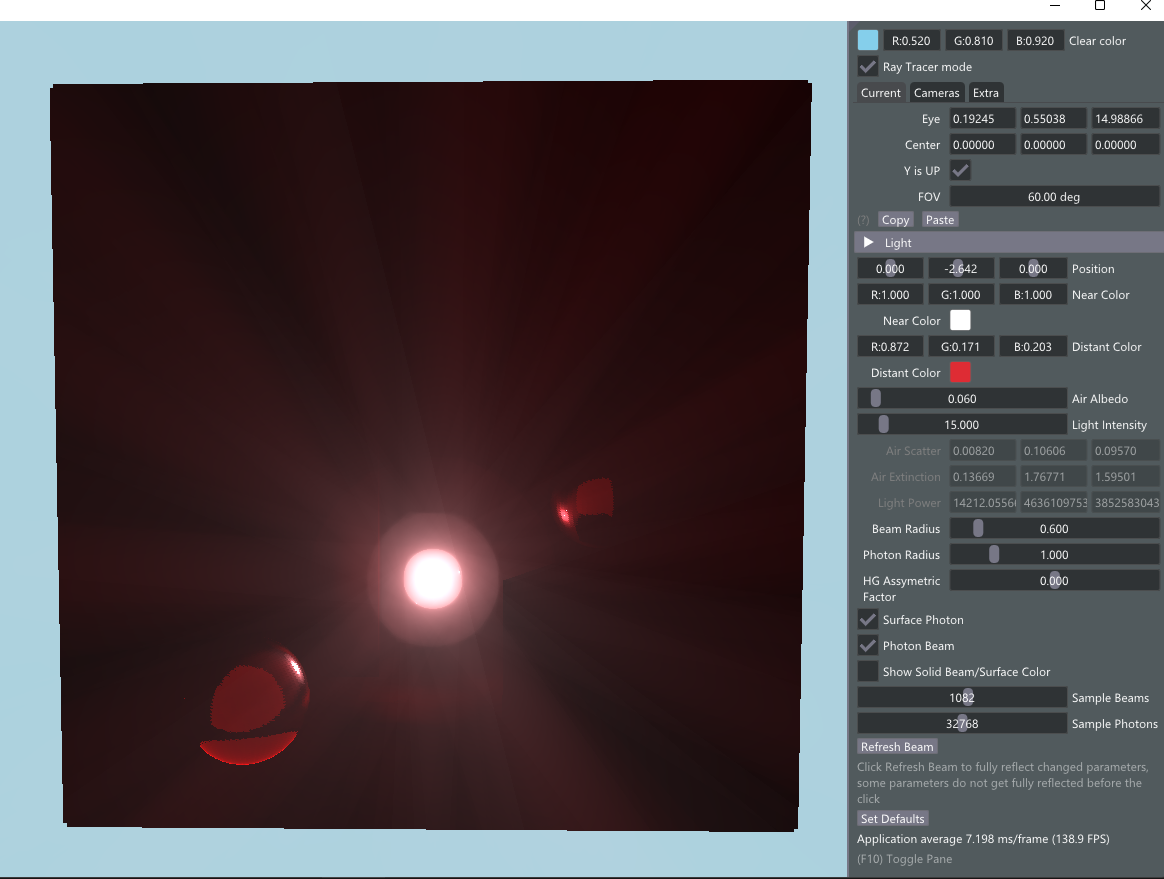 R:0.520 G:0.810 B:0.920 Clear color
Ray Tracer mode
Current Cameras Extra
Eye 0.19245 0.55038 14.98866
Center 0.00000 0.00000 0.00000
Y is UP
FOV 60.00 deg
(?) Copy Paste
Light
0.000 -2.642 0.000 Position
R:1.000 G:1.000 B:1.000 Near Color
Near Color
R:0.872 G:0.171 B:0.203 Distant Color
Distant Color
0.060 Air Albedo
15.000 Light Intensity
Air Scatter 0.00820 0.10606 0.09570
Air Extinction 0.13669 1.76771 1.59501
Light Power 14212.0556 4636109753 3852583043
Beam Radius 0.600
Photon Radius 1.000
HG Assymetric 0.000
Factor
Surface Photon
Photon Beam
Show Solid Beam/Surface Color
1082 Sample Beams
32768 Sample Photons
Refresh Beam
Click Refresh Beam to fully reflect changed parameters,
some parameters do not get fully reflected before the
click
Set Defaults
Application average 7.198 ms/frame (138.9 FPS)
(F10) Toggle Pane